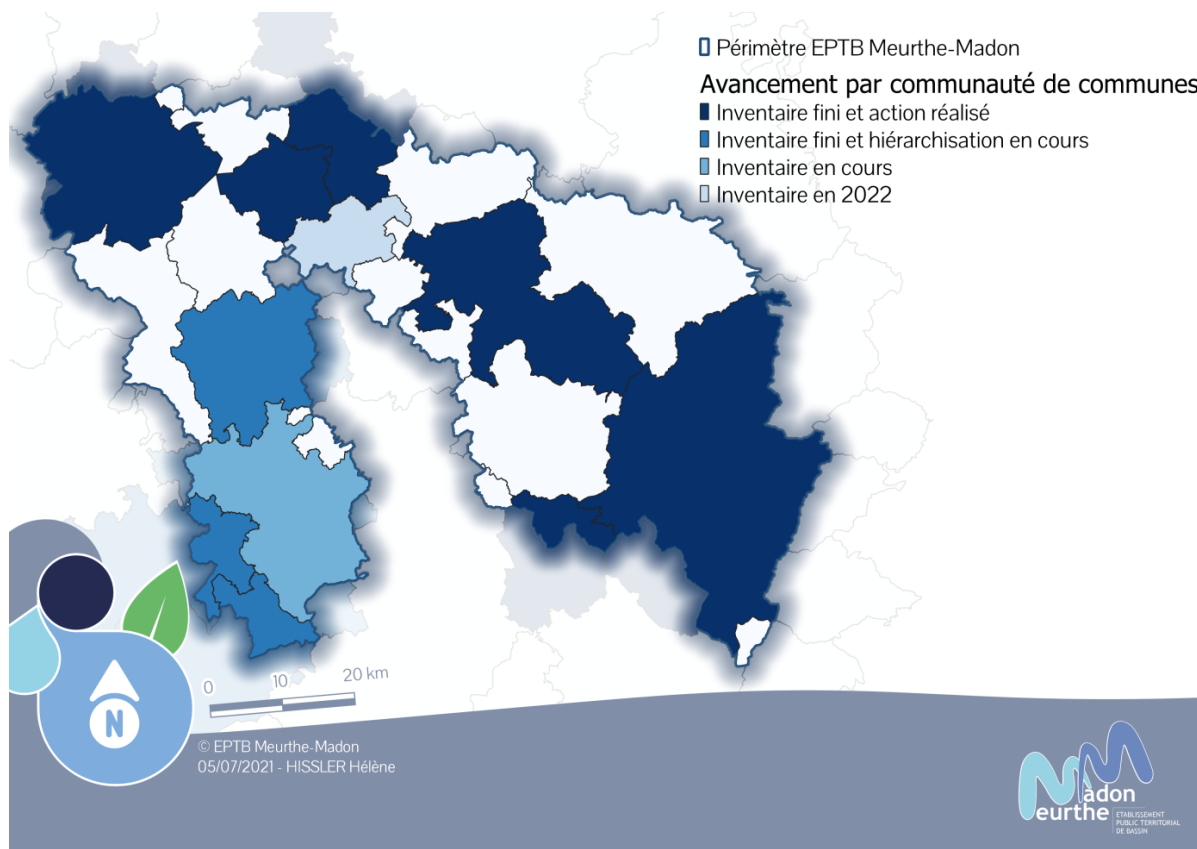 Périmètre EPTB Meurthe-Madon
Avancement par communauté de communes
Inventaire fini et action réalisé
Inventaire fini et hiérarchisation en cours
Inventaire en cours
Inventaire en 2022
0 10 20 km
N
© EPTB Meurthe-Madon
05/07/2021 - HISSLER Hélène
Madon
Meurthe
ETABLISSEMENT
PUBLIC TERRITORIAL
DE BASSIN